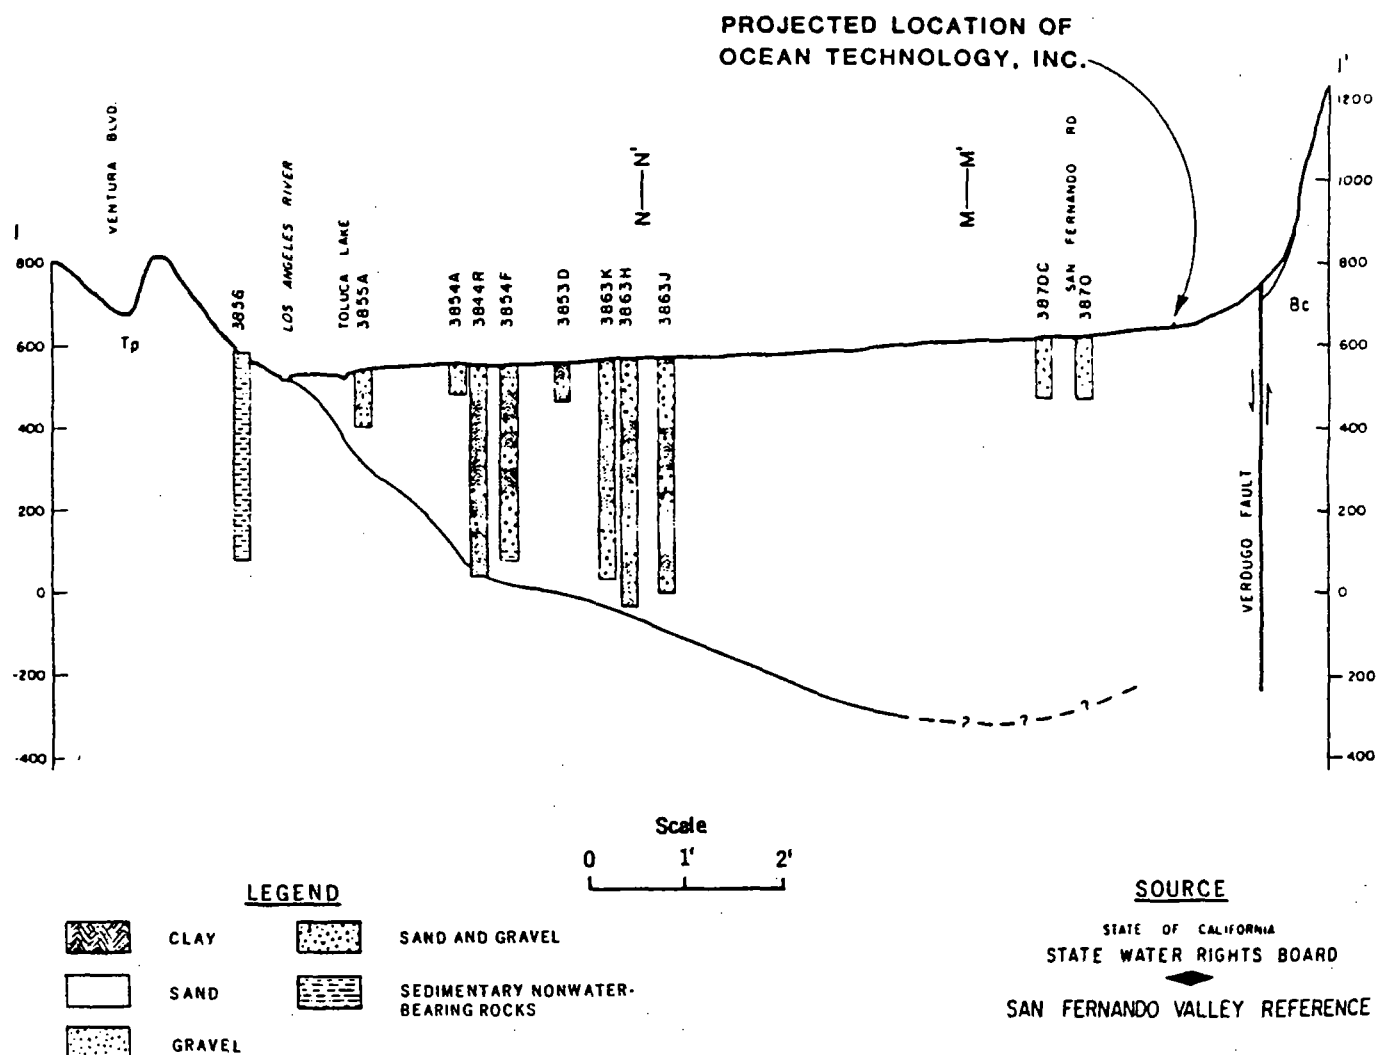 PROJECTED LOCATION OF
OCEAN TECHNOLOGY, INC.
I
I'
VENTURA BLVD.
LOS ANGELES RIVER
TOLUCA LAKE
N—N'
M—M'
SAN FERNANDO RD
3856
3855A
3854A
3844R
3854F
3853D
3863K
3863H
3863J
3870C
3870
Tp
Bc
VERDUGO FAULT
800
600
400
200
0
-200
-400
1200
1000
800
600
400
200
0
-200
-400
? ? ?
Scale
0 1' 2'
LEGEND
CLAY
SAND
GRAVEL
SAND AND GRAVEL
SEDIMENTARY NONWATER-
BEARING ROCKS
SOURCE
STATE OF CALIFORNIA
STATE WATER RIGHTS BOARD
SAN FERNANDO VALLEY REFERENCE